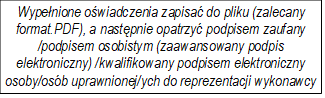 Wypełnione oświadczenia zapisać do pliku (zalecany
format.PDF), a następnie opatrzyć podpisem zaufany
/podpisem osobistym (zaawansowany podpis
elektroniczny) /kwalifikowany podpisem elektroniczny
osoby/osób uprawnionej/ych do reprezentacji wykonawcy